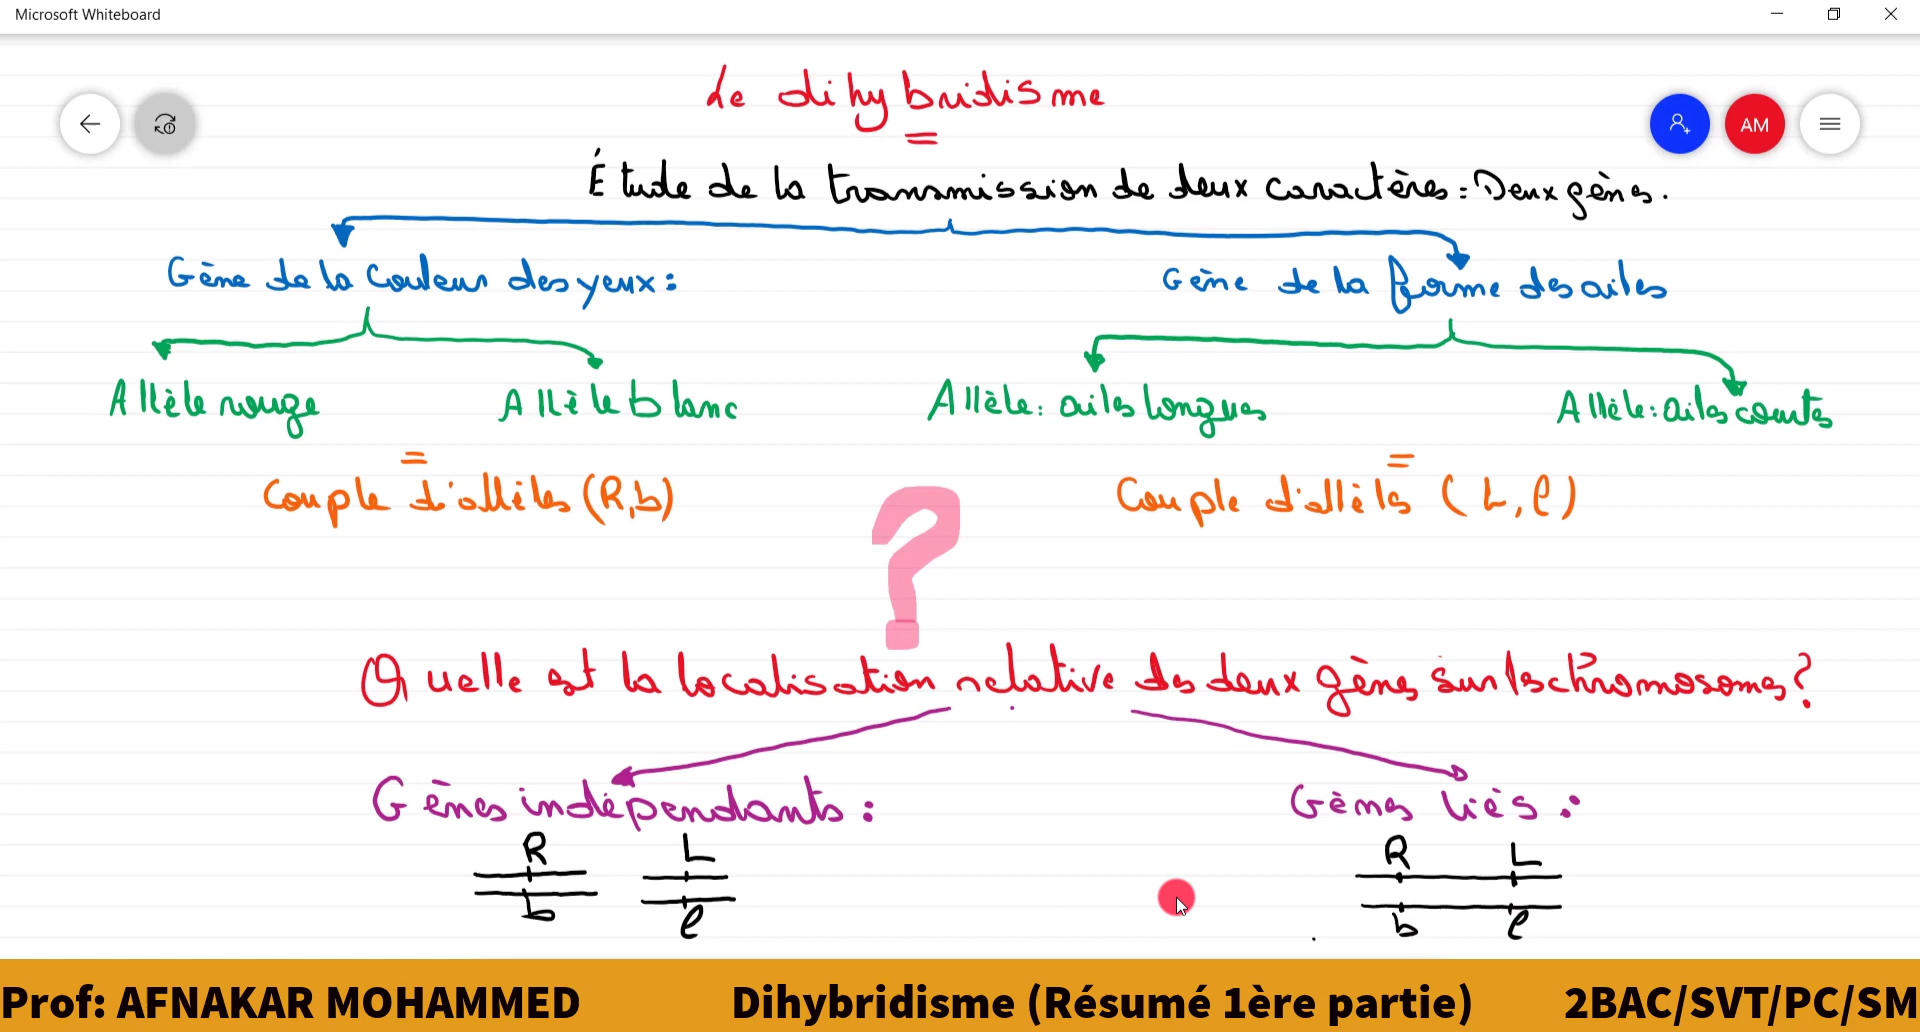 Microsoft Whiteboard
Le dihybridisme
AM
Étude de la transmission de deux caractères = Deux gènes.
Gène de la Couleur des yeux :
Gène de la forme des ailes
Allèle rouge
Allèle blanc
Allèle : ailes longues
Allèle : ailes courtes
=
=
Couple d'allèles (R,b)
Couple d'allèles (L,l)
?
Quelle est la localisation relative des deux gènes sur les chromosomes ?
Gènes indépendants :
Gènes liés :
R L
R L
b l
b l
Prof: AFNAKAR MOHAMMED
Dihybridisme (Résumé 1ère partie)
2BAC/SVT/PC/SM